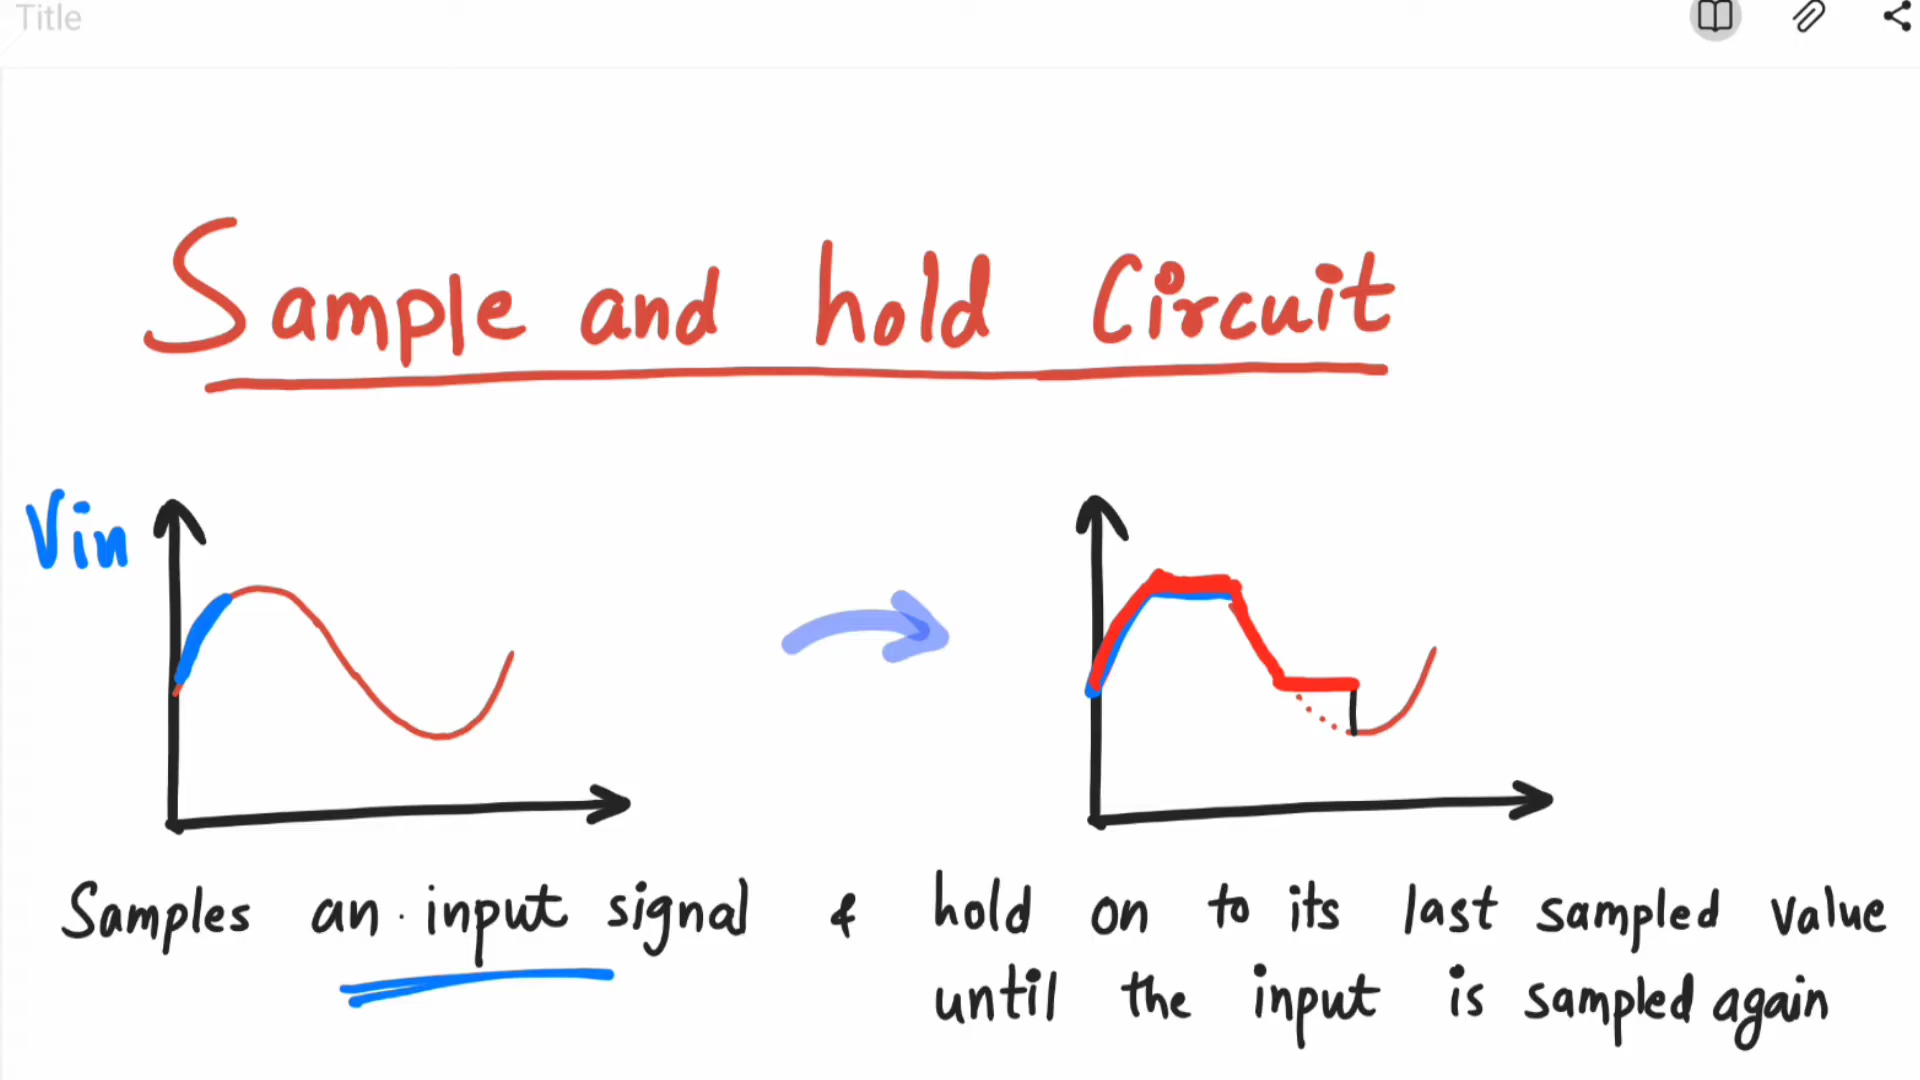 Title
Sample and hold Circuit
Vin
Samples an input signal & hold on to its last sampled value
until the input is sampled again